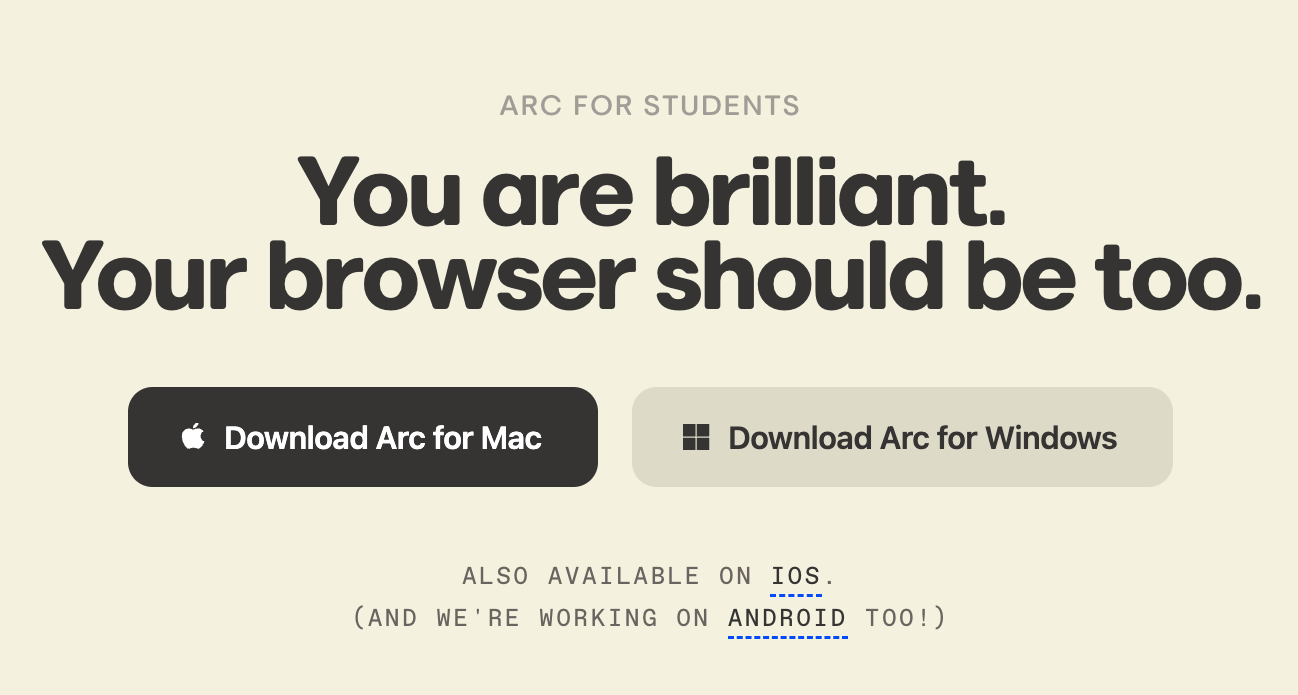 ARC FOR STUDENTS
You are brilliant.
Your browser should be too.
Download Arc for Mac
Download Arc for Windows
ALSO AVAILABLE ON IOS.
(AND WE'RE WORKING ON ANDROID TOO!)